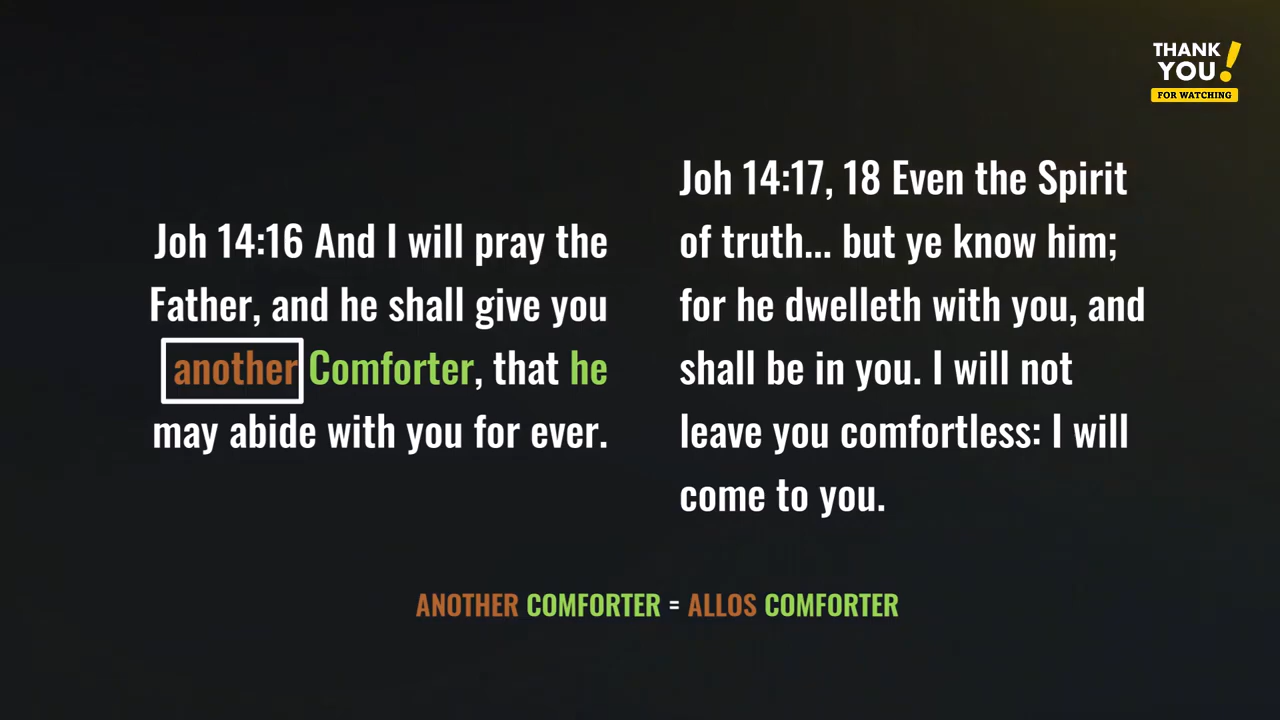 THANK
YOU!
FOR WATCHING
Joh 14:16 And I will pray the
Father, and he shall give you
another Comforter, that he
may abide with you for ever.
Joh 14:17, 18 Even the Spirit
of truth... but ye know him;
for he dwelleth with you, and
shall be in you. I will not
leave you comfortless: I will
come to you.
ANOTHER COMFORTER = ALLOS COMFORTER